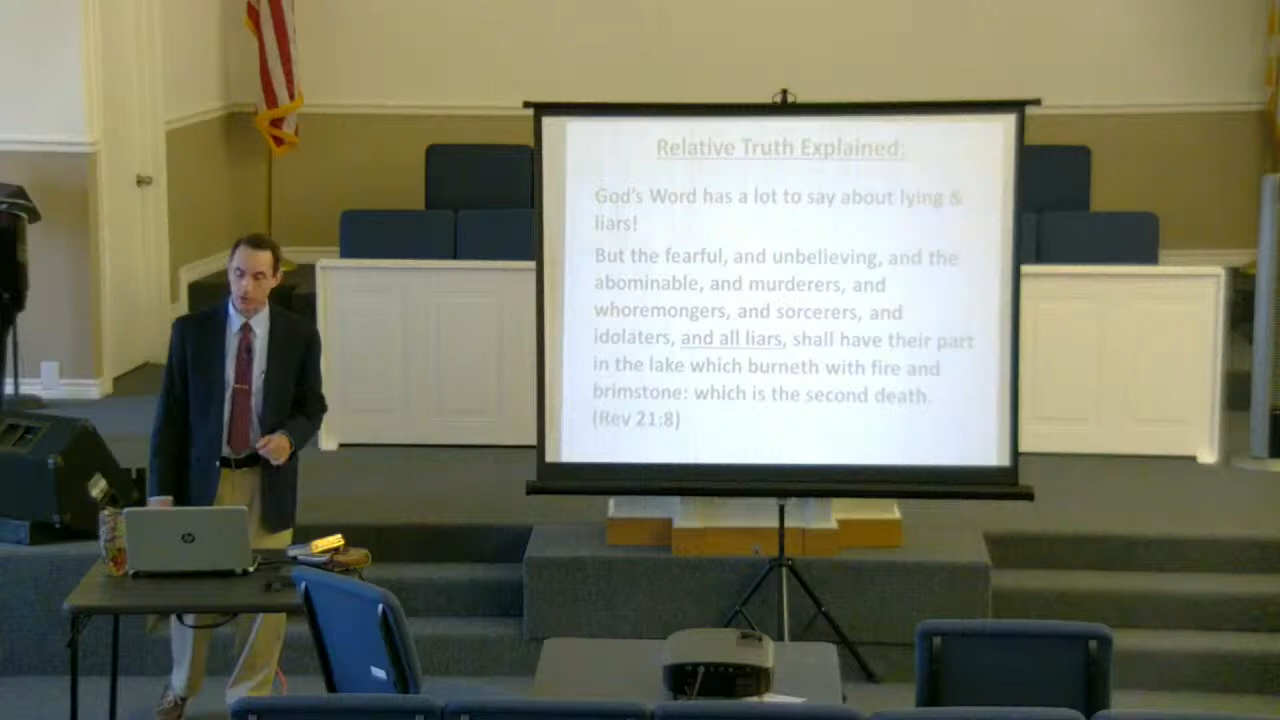 Relative Truth Explained:
God's Word has a lot to say about lying &
liars!
But the fearful, and unbelieving, and the
abominable, and murderers, and
whoremongers, and sorcerers, and
idolaters, and all liars, shall have their part
in the lake which burneth with fire and
brimstone: which is the second death.
(Rev 21:8)
hp